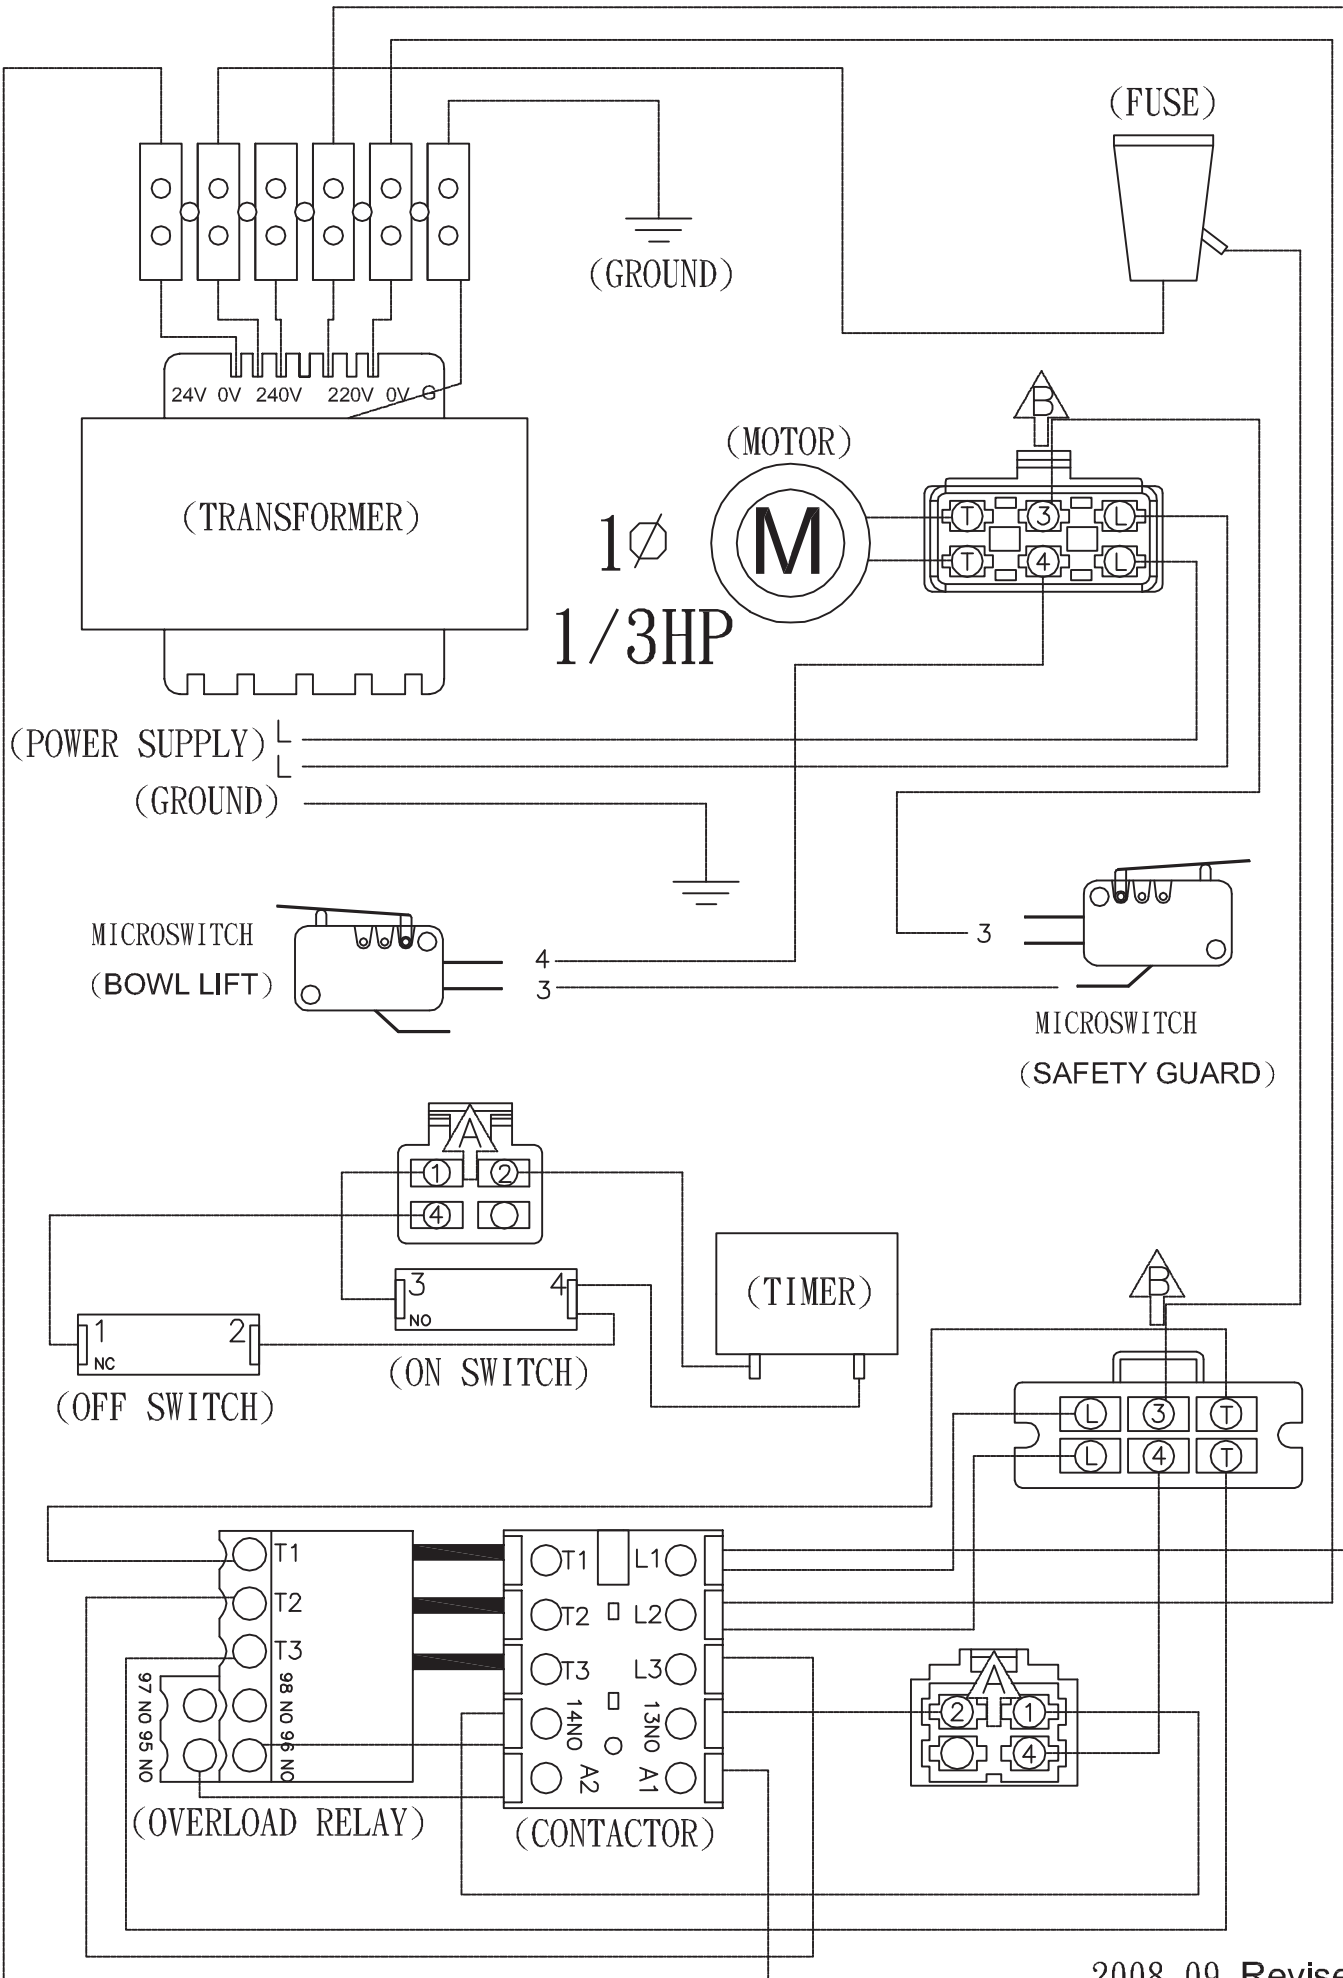 (FUSE)
(GROUND)
24V 0V 240V 220V 0V G
B
(MOTOR)
(TRANSFORMER)
1∅
M
T 3 L
T 4 L
1/3HP
(POWER SUPPLY) L
L
(GROUND)
MICROSWITCH
(BOWL LIFT)
4
3
3
MICROSWITCH
(SAFETY GUARD)
A
1 2
4
3 4
NO
(ON SWITCH)
1 2
NC
(OFF SWITCH)
(TIMER)
B
L 3 T
L 4 T
T1
T2
T3
97 NO 95 NO
98 NO 96 NO
(OVERLOAD RELAY)
T1 L1
T2 L2
T3 L3
14NO 13NO
A2 A1
(CONTACTOR)
A
2 1
4
2008.09 Revise